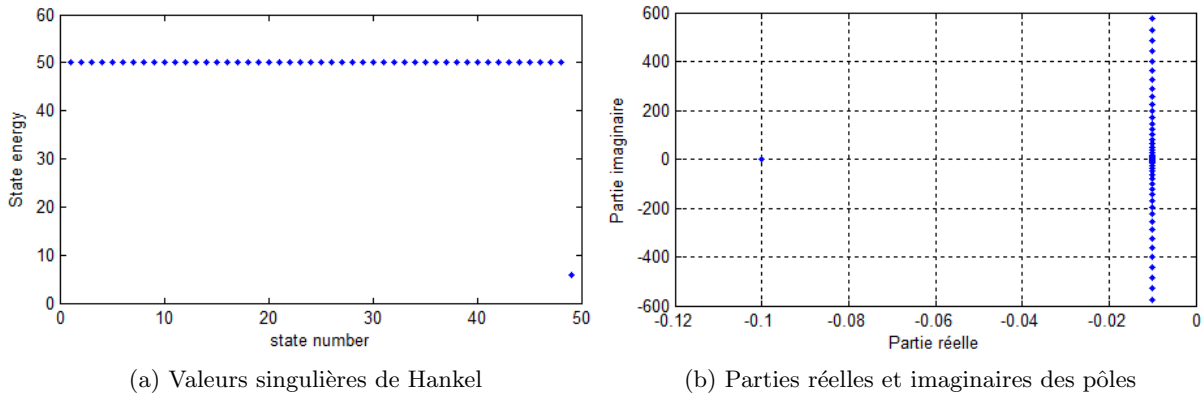 60
50
40
30
20
10
0
State energy
0 10 20 30 40 50
state number
(a) Valeurs singulières de Hankel
600
400
200
0
-200
-400
-600
Partie imaginaire
-0.12 -0.1 -0.08 -0.06 -0.04 -0.02 0
Partie réelle
(b) Parties réelles et imaginaires des pôles